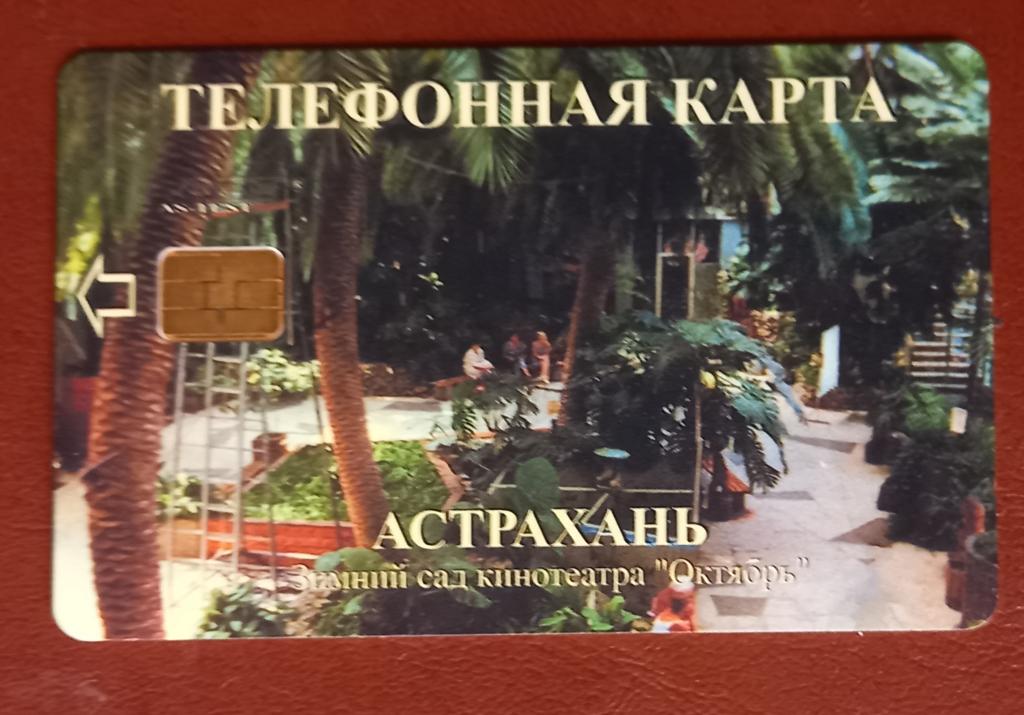 ТЕЛЕФОННАЯ КАРТА
АСТРАХАНЬ
Зимний сад кинотеатра "Октябрь"